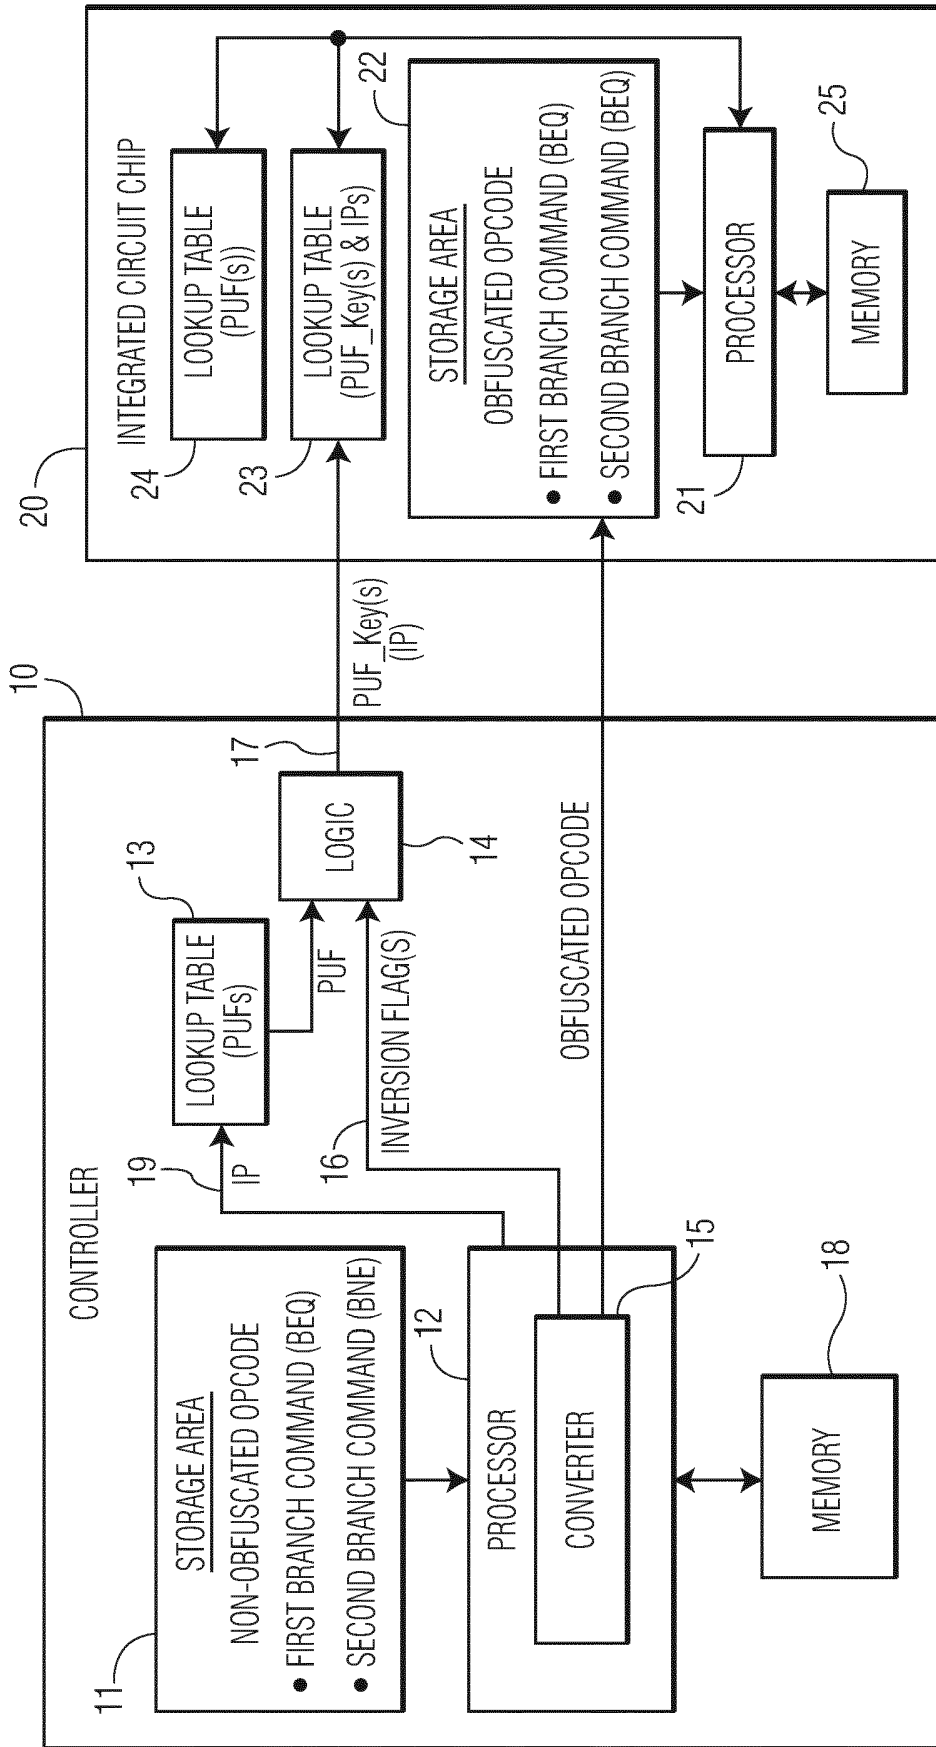 CONTROLLER
10
11
STORAGE AREA
NON-OBFUSCATED OPCODE
● FIRST BRANCH COMMAND (BEQ)
● SECOND BRANCH COMMAND (BNE)
19
IP
13
LOOKUP TABLE
(PUFs)
PUF
LOGIC
14
17
PUF_Key(s)
(IP)
16
INVERSION FLAG(S)
OBFUSCATED OPCODE
12
PROCESSOR
CONVERTER
15
MEMORY
18
20
INTEGRATED CIRCUIT CHIP
LOOKUP TABLE
(PUF(s))
24
LOOKUP TABLE
(PUF_Key(s) & IPs)
23
22
STORAGE AREA
OBFUSCATED OPCODE
● FIRST BRANCH COMMAND (BEQ)
● SECOND BRANCH COMMAND (BEQ)
PROCESSOR
21
MEMORY
25